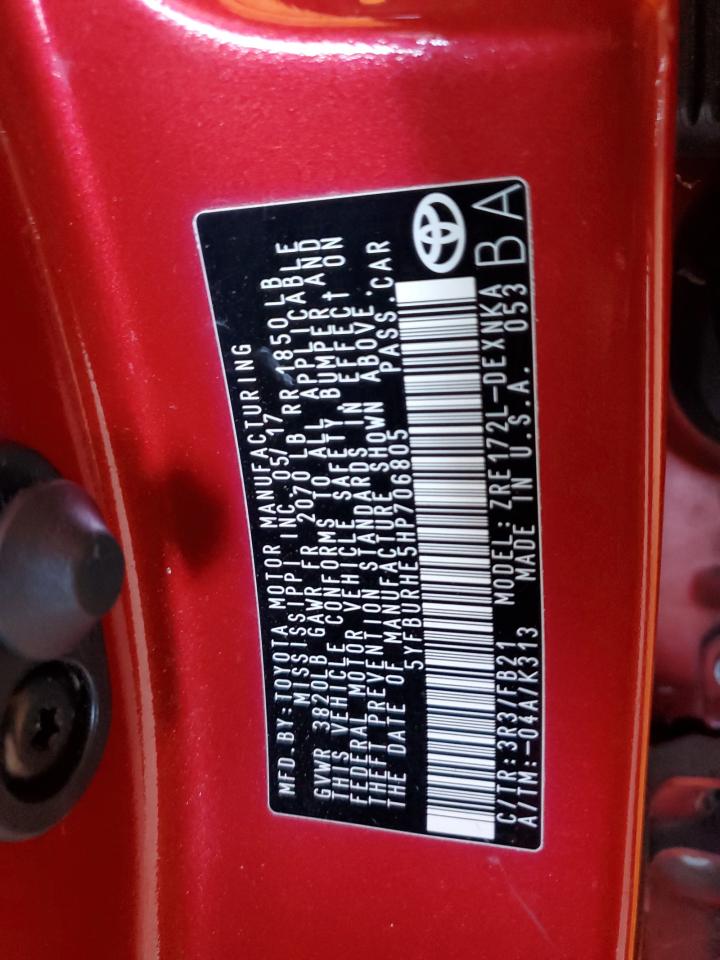 MFD.BY:TOYOTA MOTOR MANUFACTURING
MISSISSIPPI INC. 05/17
GVWR 3820LB GAWR FR 2070 LB RR 1850 LB
THIS VEHICLE CONFORMS TO ALL APPLICABLE
FEDERAL MOTOR VEHICLE SAFETY, BUMPER, AND
THEFT PREVENTION STANDARDS IN EFFECT ON
THE DATE OF MANUFACTURE SHOWN ABOVE.
5YFBURHE5HP706805 PASS.CAR
C/TR:3R3/FB21 MODEL: ZRE172L-DEXNKA
A/TM:-04A/K313 MADE IN U.S.A. 053
BA